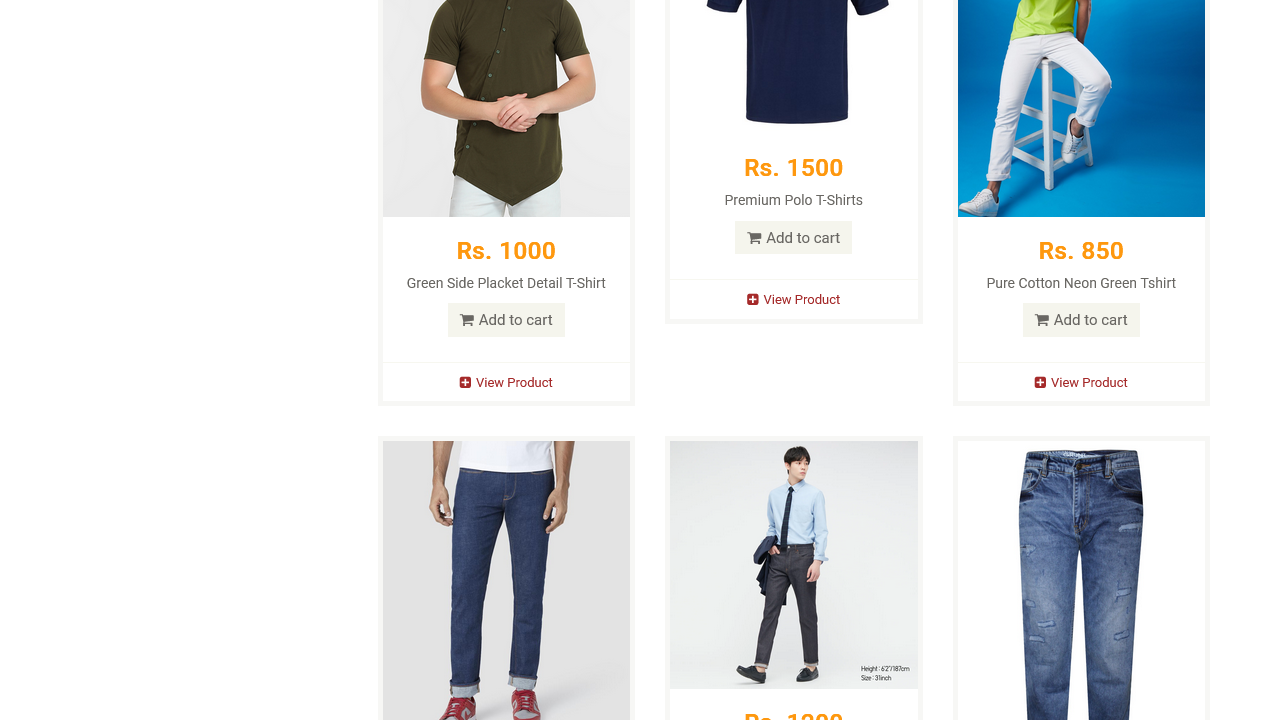 Rs. 1000
Green Side Placket Detail T-Shirt
Add to cart
View Product
Rs. 1500
Premium Polo T-Shirts
Add to cart
View Product
Rs. 850
Pure Cotton Neon Green Tshirt
Add to cart
View Product
Height : 6'2"/187cm
Size : 31inch